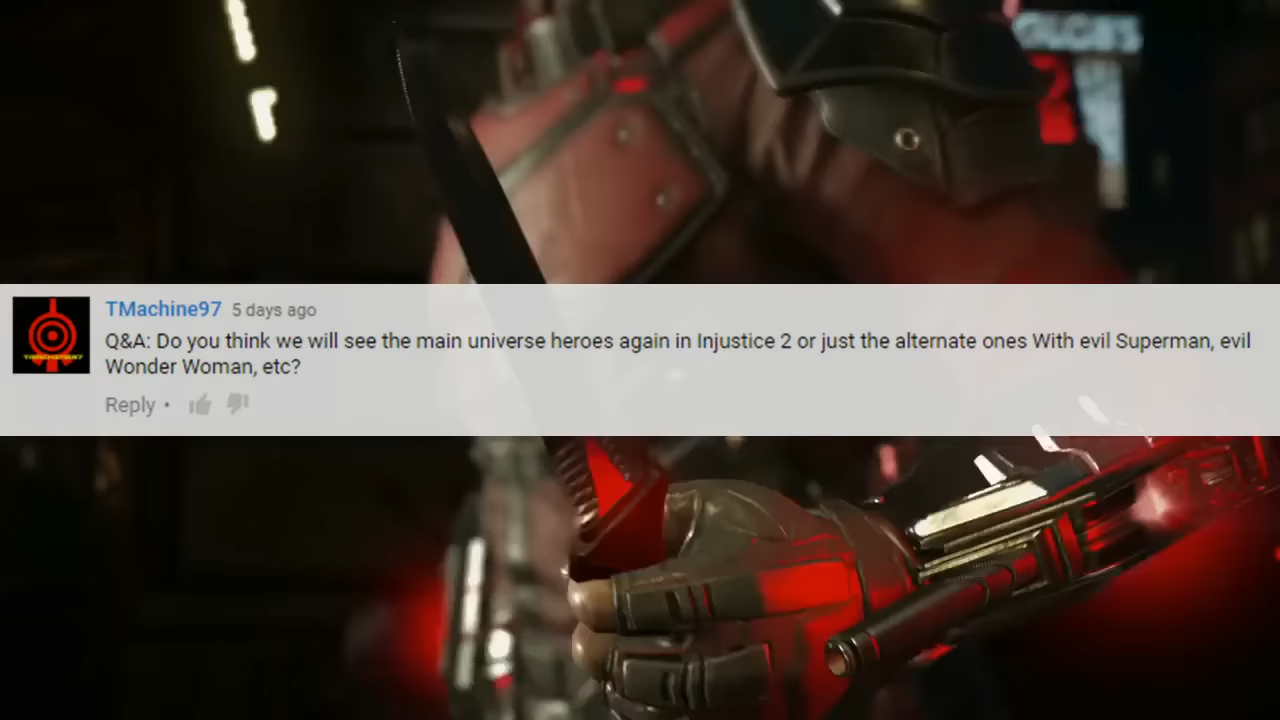 TMachine97 5 days ago
Q&A: Do you think we will see the main universe heroes again in Injustice 2 or just the alternate ones With evil Superman, evil
Wonder Woman, etc?
Reply •